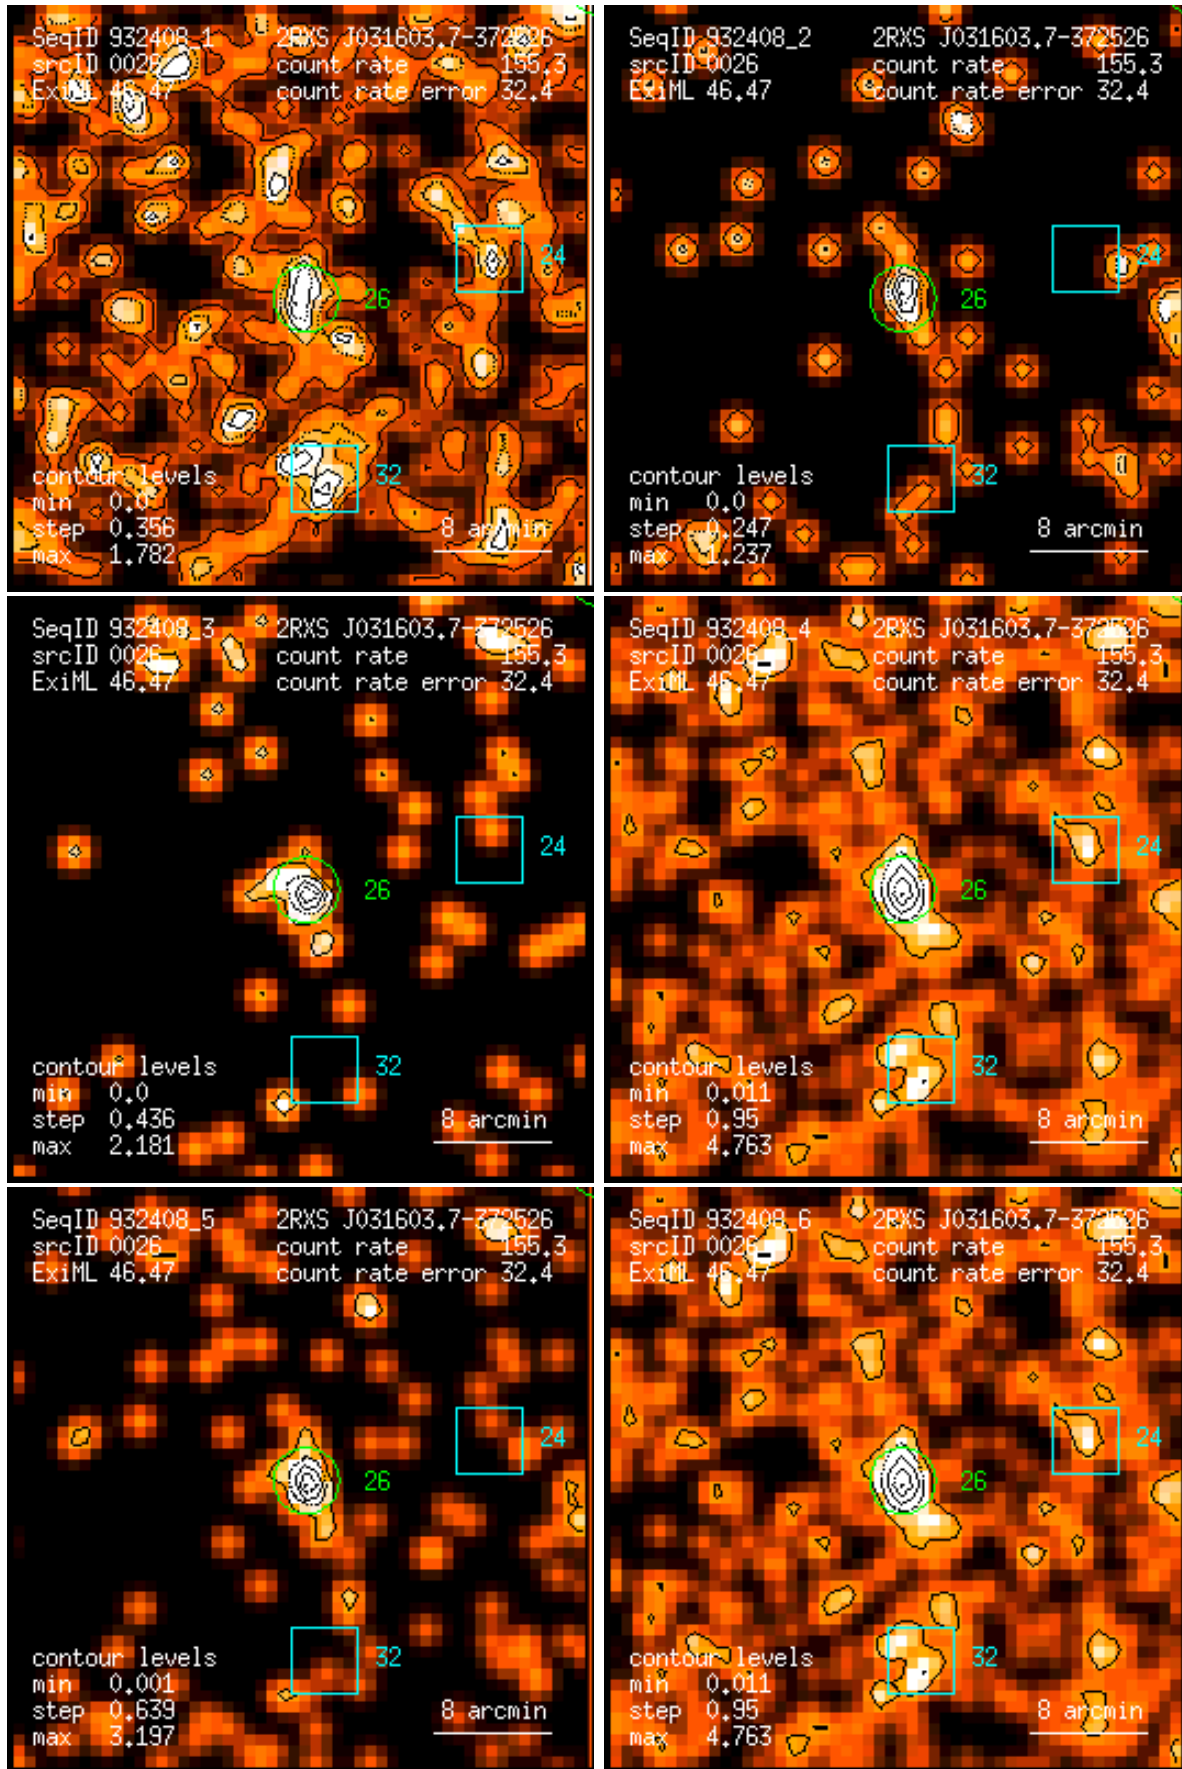 SeqID 932408_1 2RXS J031603.7-372526
srcID 0026 count rate 155.3
ExiML 46.47 count rate error 32.4
24
26
32
contour levels
min 0.0
step 0.356 8 arcmin
max 1.782
SeqID 932408_2 2RXS J031603.7-372526
srcID 0026 count rate 155.3
ExiML 46.47 count rate error 32.4
24
26
32
contour levels
min 0.0
step 0.247 8 arcmin
max 1.237
SeqID 932408_3 2RXS J031603.7-372526
srcID 0026 count rate 155.3
ExiML 46.47 count rate error 32.4
24
26
32
contour levels
min 0.0
step 0.436 8 arcmin
max 2.181
SeqID 932408_4 2RXS J031603.7-372526
srcID 0026 count rate 155.3
ExiML 46.47 count rate error 32.4
24
26
32
contour levels
min 0.011
step 0.95 8 arcmin
max 4.763
SeqID 932408_5 2RXS J031603.7-372526
srcID 0026 count rate 155.3
ExiML 46.47 count rate error 32.4
24
26
32
contour levels
min 0.001
step 0.639 8 arcmin
max 3.197
SeqID 932408_6 2RXS J031603.7-372526
srcID 0026 count rate 155.3
ExiML 46.47 count rate error 32.4
24
26
32
contour levels
min 0.011
step 0.95 8 arcmin
max 4.763